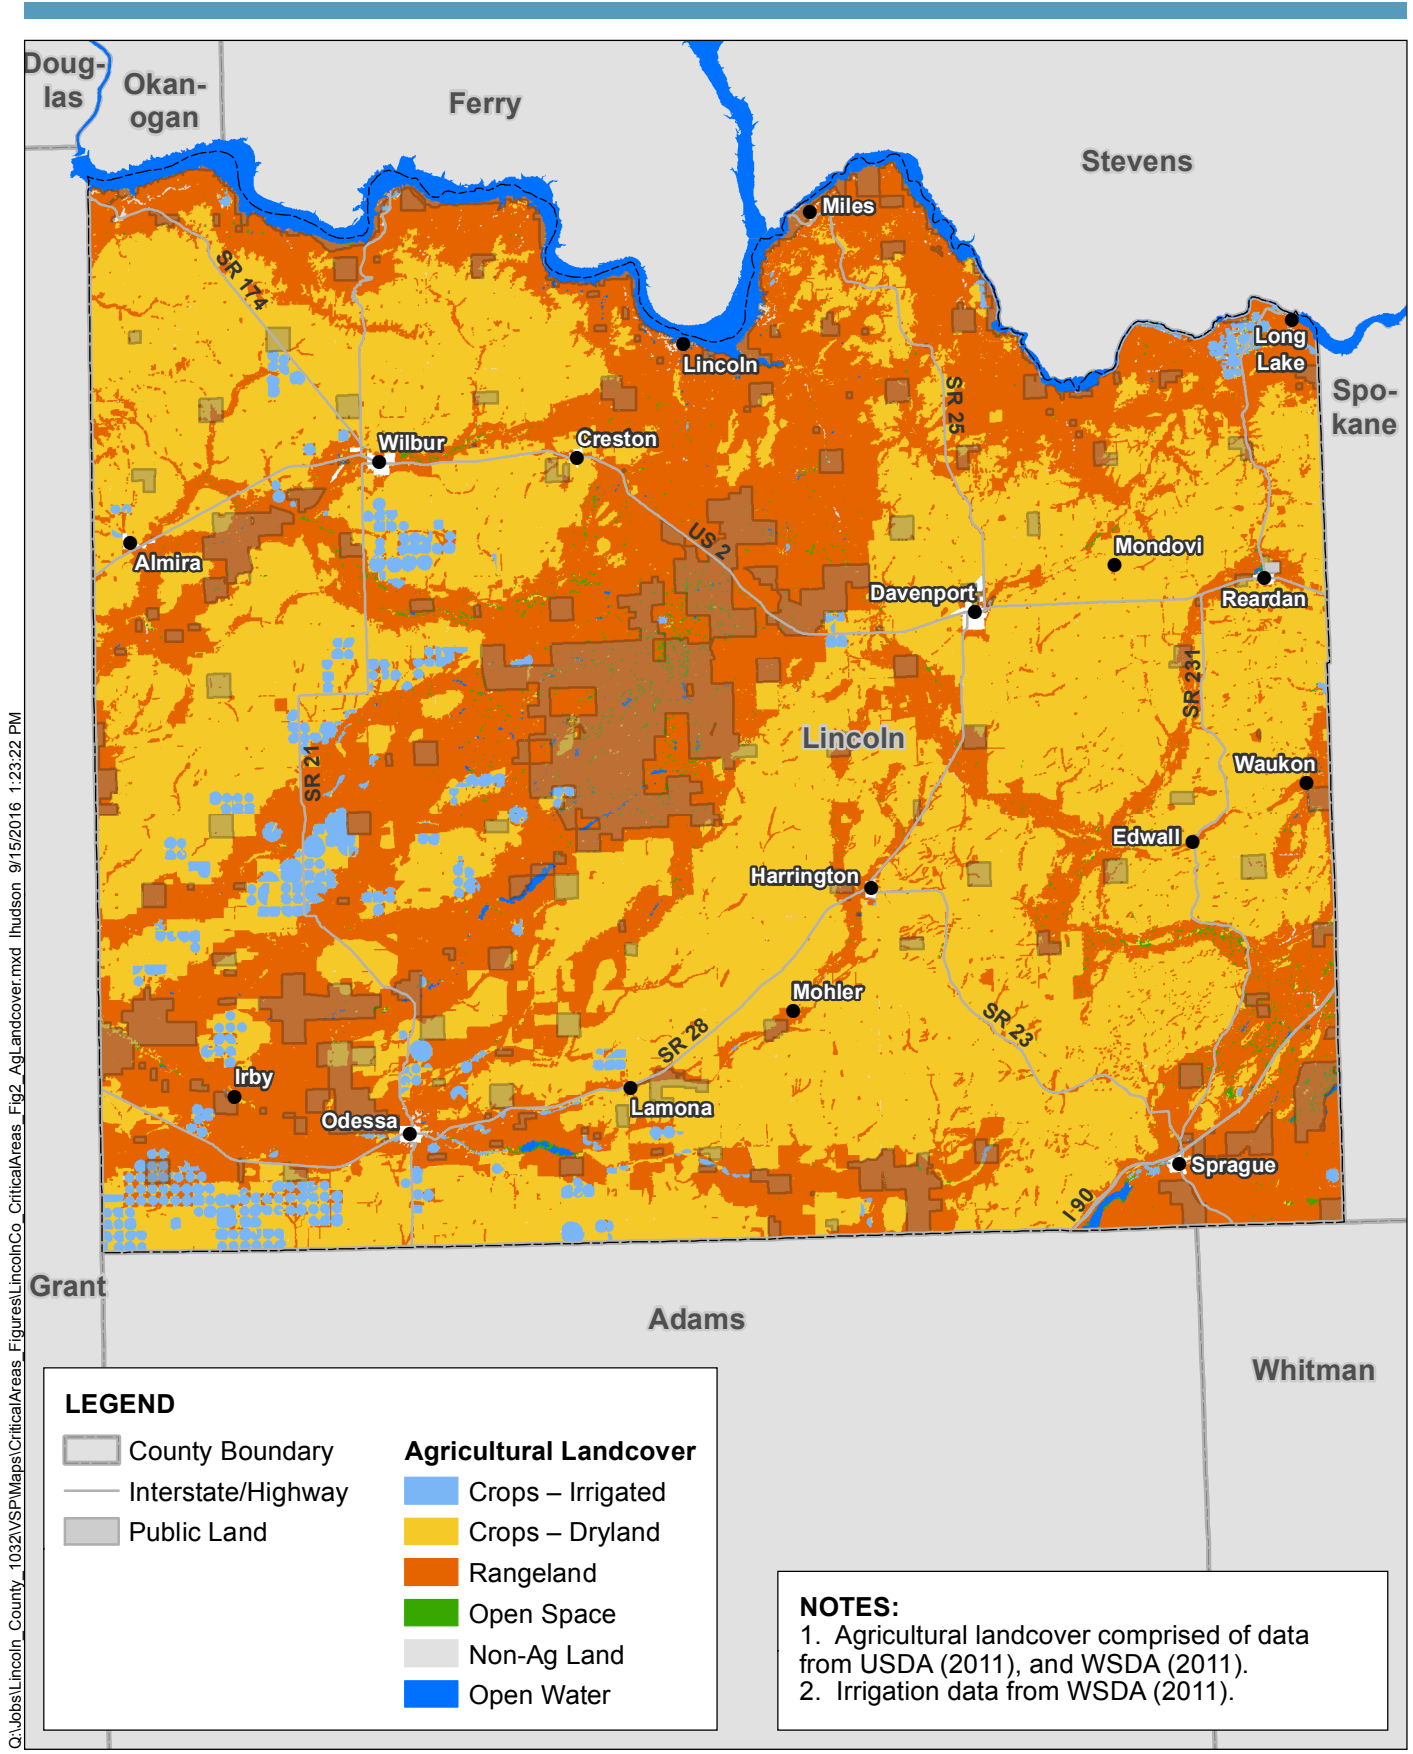 Doug-
las
Okan-
ogan
Ferry
Stevens
Miles
SR 174
Long
Lake
Lincoln
Spo-
kane
SR 25
Wilbur
Creston
US 2
Almira
Mondovi
Davenport
Reardan
SR 231
Lincoln
SR 21
Waukon
Edwall
Harrington
Mohler
SR 28
SR 23
Irby
Lamona
Odessa
Sprague
I-90
Grant
Adams
Whitman
LEGEND
County Boundary
Interstate/Highway
Public Land
Agricultural Landcover
Crops – Irrigated
Crops – Dryland
Rangeland
Open Space
Non-Ag Land
Open Water
NOTES:
1. Agricultural landcover comprised of data
from USDA (2011), and WSDA (2011).
2. Irrigation data from WSDA (2011).
Q:\Jobs\Lincoln_County_1032\VSP\Maps\CriticalAreas_Figures\LincolnCo_CriticalAreas_Fig2_AgLandcover.mxd lhudson 9/15/2016 1:23:22 PM